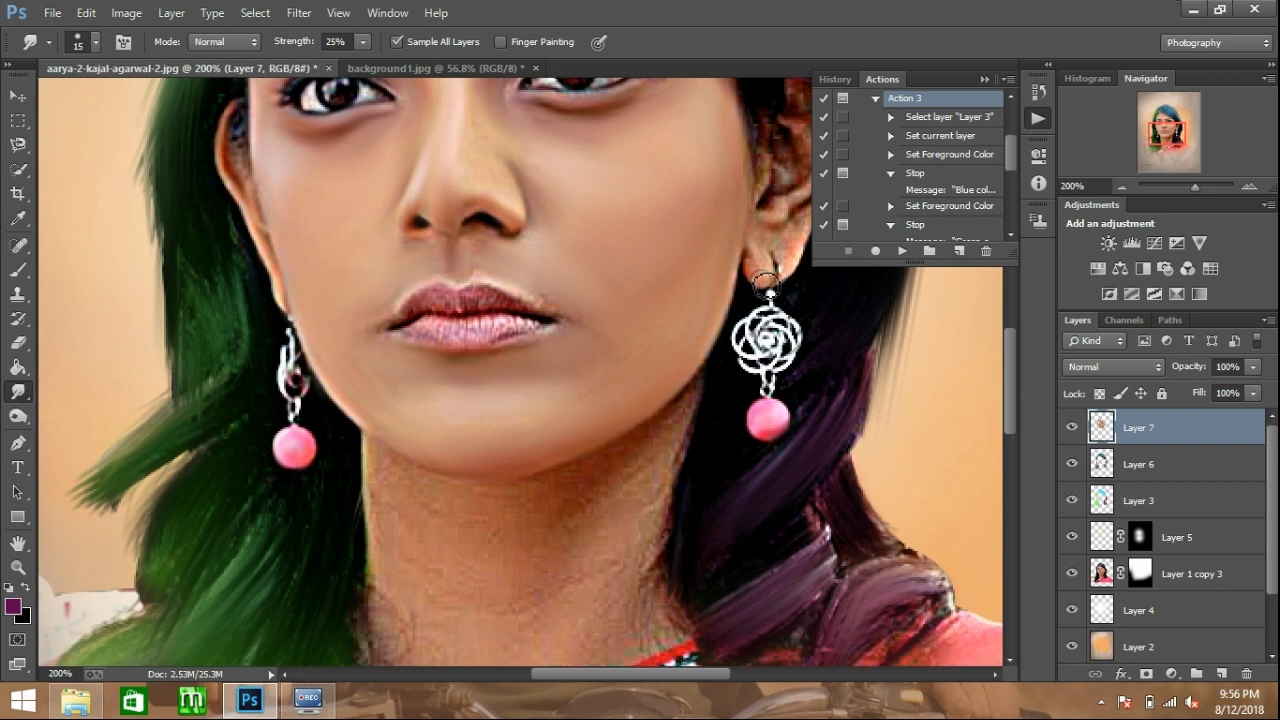 Ps File Edit Image Layer Type Select Filter View Window Help
15 Mode: Normal Strength: 25% Sample All Layers Finger Painting Photography
aarya-2-kajal-agarwal-2.jpg @ 200% (Layer 7, RGB/8#) * × background1.jpg @ 56.8% (RGB/8) * ×
History Actions
Action 3
Select layer "Layer 3"
Set current layer
Set Foreground Color
Stop
Message: "Blue col...
Set Foreground Color
Stop
Histogram Navigator
200%
Adjustments
Add an adjustment
Layers Channels Paths
Kind
Normal Opacity: 100%
Lock: Fill: 100%
Layer 7
Layer 6
Layer 3
Layer 5
Layer 1 copy 3
Layer 4
Layer 2
200% Doc: 2.53M/25.3M
Ps REC
9:56 PM
8/12/2018